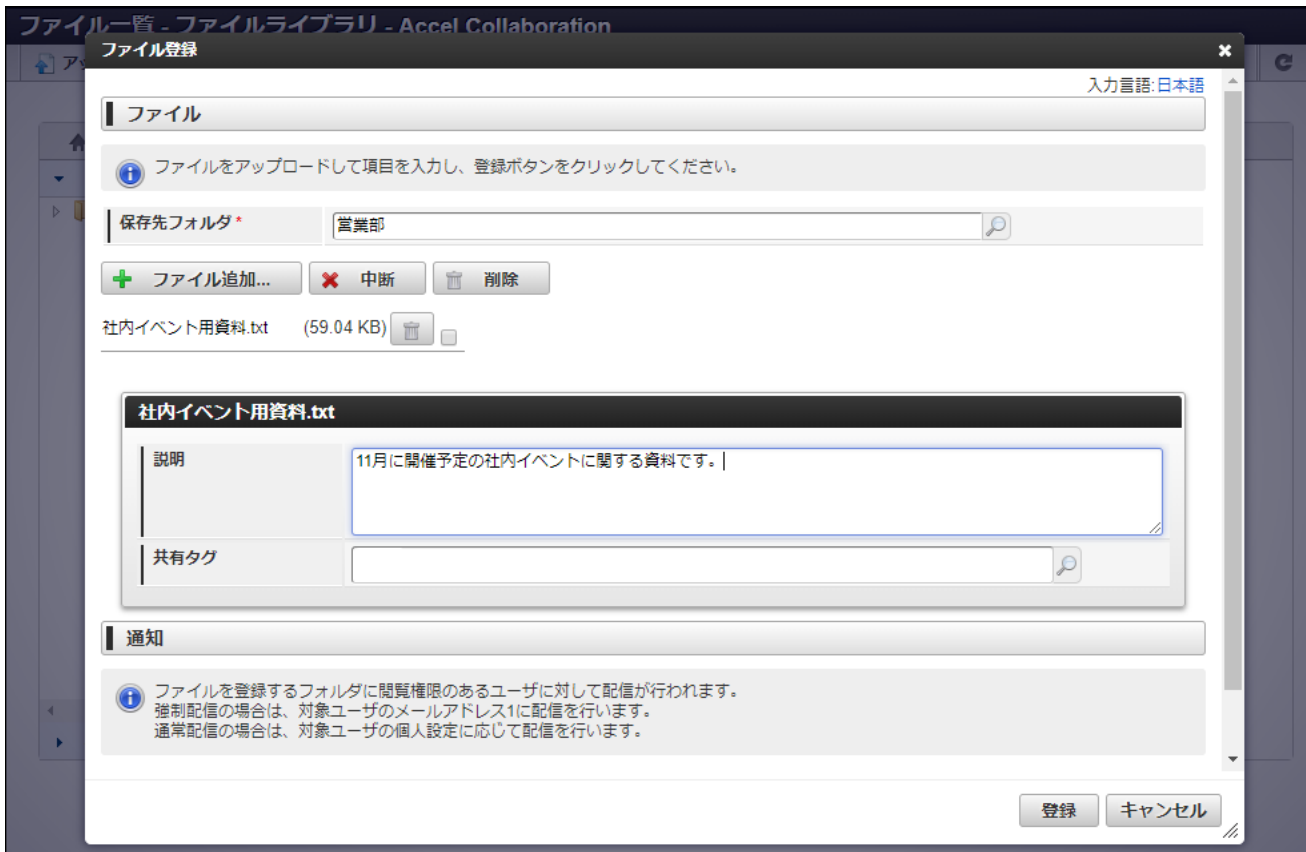 ファイル一覧 - ファイルライブラリ - Accel Collaboration
ファイル登録
入力言語:日本語
ファイル
ファイルをアップロードして項目を入力し、登録ボタンをクリックしてください。
保存先フォルダ* 営業部
ファイル追加... 中断 削除
社内イベント用資料.txt (59.04 KB)
社内イベント用資料.txt
説明 11月に開催予定の社内イベントに関する資料です。
共有タグ
通知
ファイルを登録するフォルダに閲覧権限のあるユーザに対して配信が行われます。
強制配信の場合は、対象ユーザのメールアドレス1に配信を行います。
通常配信の場合は、対象ユーザの個人設定に応じて配信を行います。
登録 キャンセル